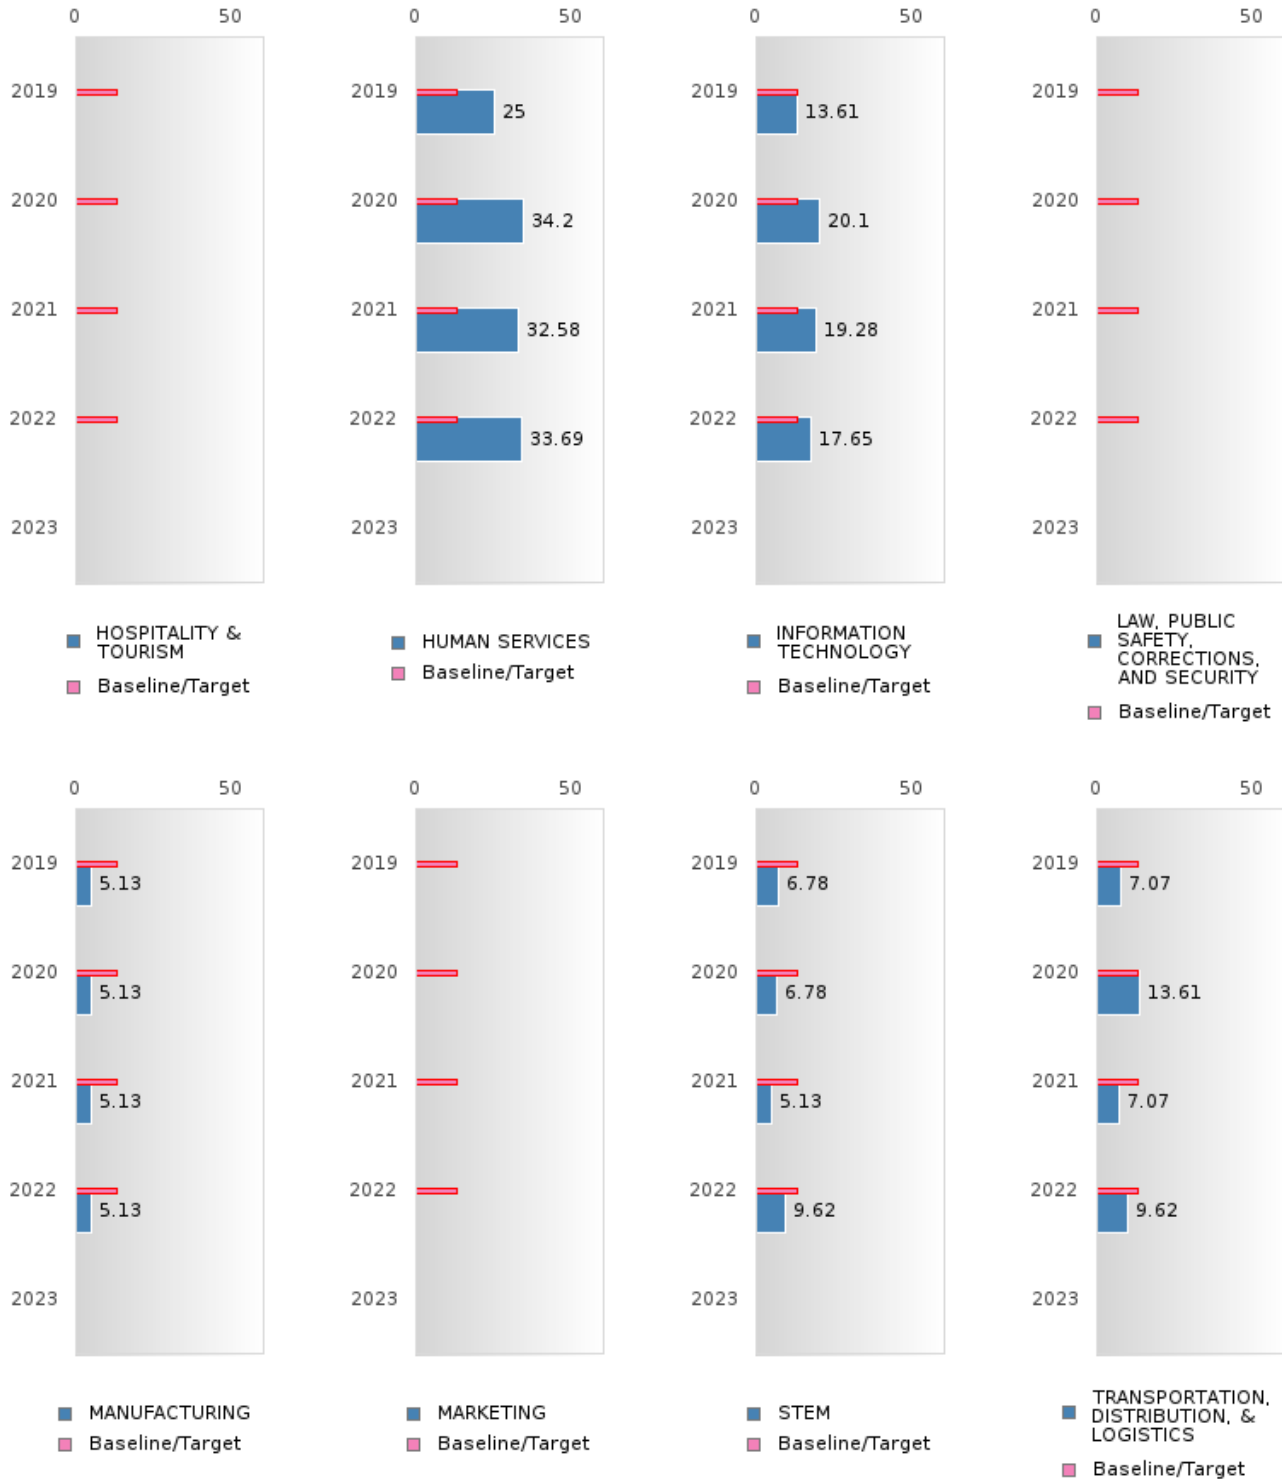 0 50
2019
2020
2021
2022
2023
HOSPITALITY &
TOURISM
Baseline/Target
0 50
2019 25
2020 34.2
2021 32.58
2022 33.69
2023
HUMAN SERVICES
Baseline/Target
0 50
2019 13.61
2020 20.1
2021 19.28
2022 17.65
2023
INFORMATION
TECHNOLOGY
Baseline/Target
0 50
2019
2020
2021
2022
2023
LAW, PUBLIC
SAFETY,
CORRECTIONS,
AND SECURITY
Baseline/Target
0 50
2019 5.13
2020 5.13
2021 5.13
2022 5.13
2023
MANUFACTURING
Baseline/Target
0 50
2019
2020
2021
2022
2023
MARKETING
Baseline/Target
0 50
2019 6.78
2020 6.78
2021 5.13
2022 9.62
2023
STEM
Baseline/Target
0 50
2019 7.07
2020 13.61
2021 7.07
2022 9.62
2023
TRANSPORTATION,
DISTRIBUTION, &
LOGISTICS
Baseline/Target